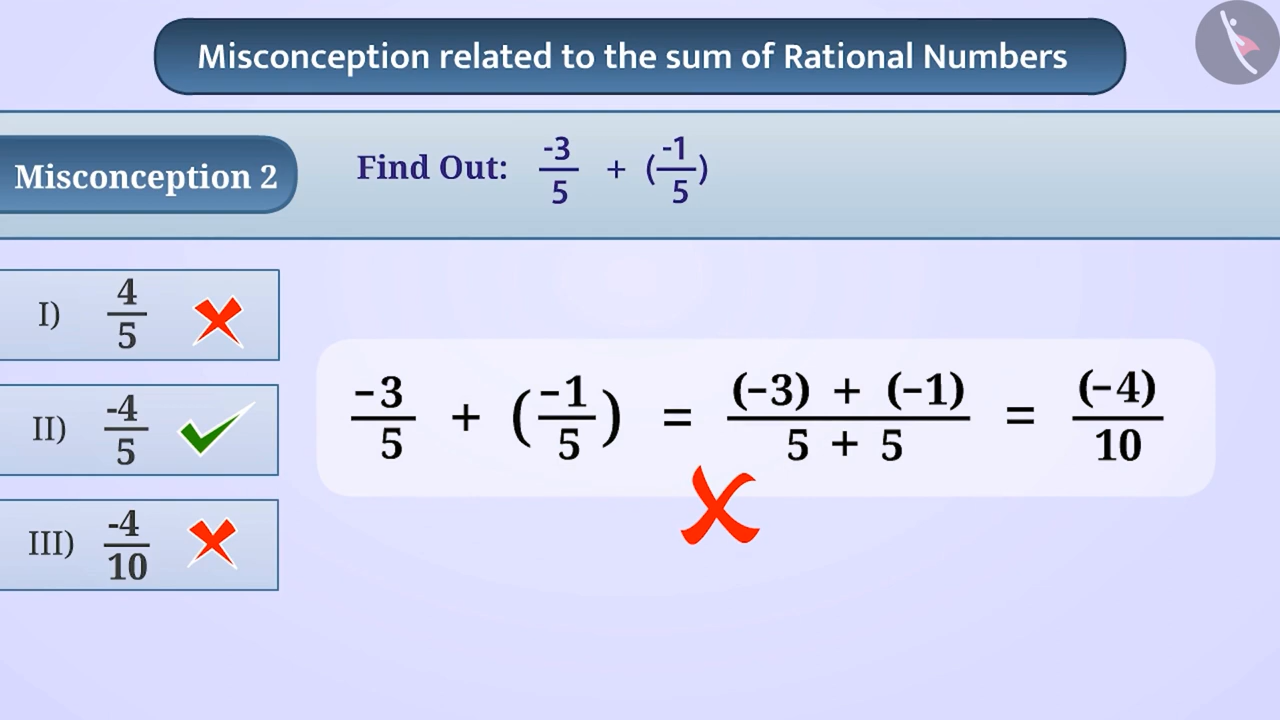 Misconception related to the sum of Rational Numbers
Misconception 2
Find Out: -3/5 + (-1/5)
I) 4/5
II) -4/5
III) -4/10
−3/5 + (−1/5) = (−3) + (−1)/5 + 5 = (−4)/10